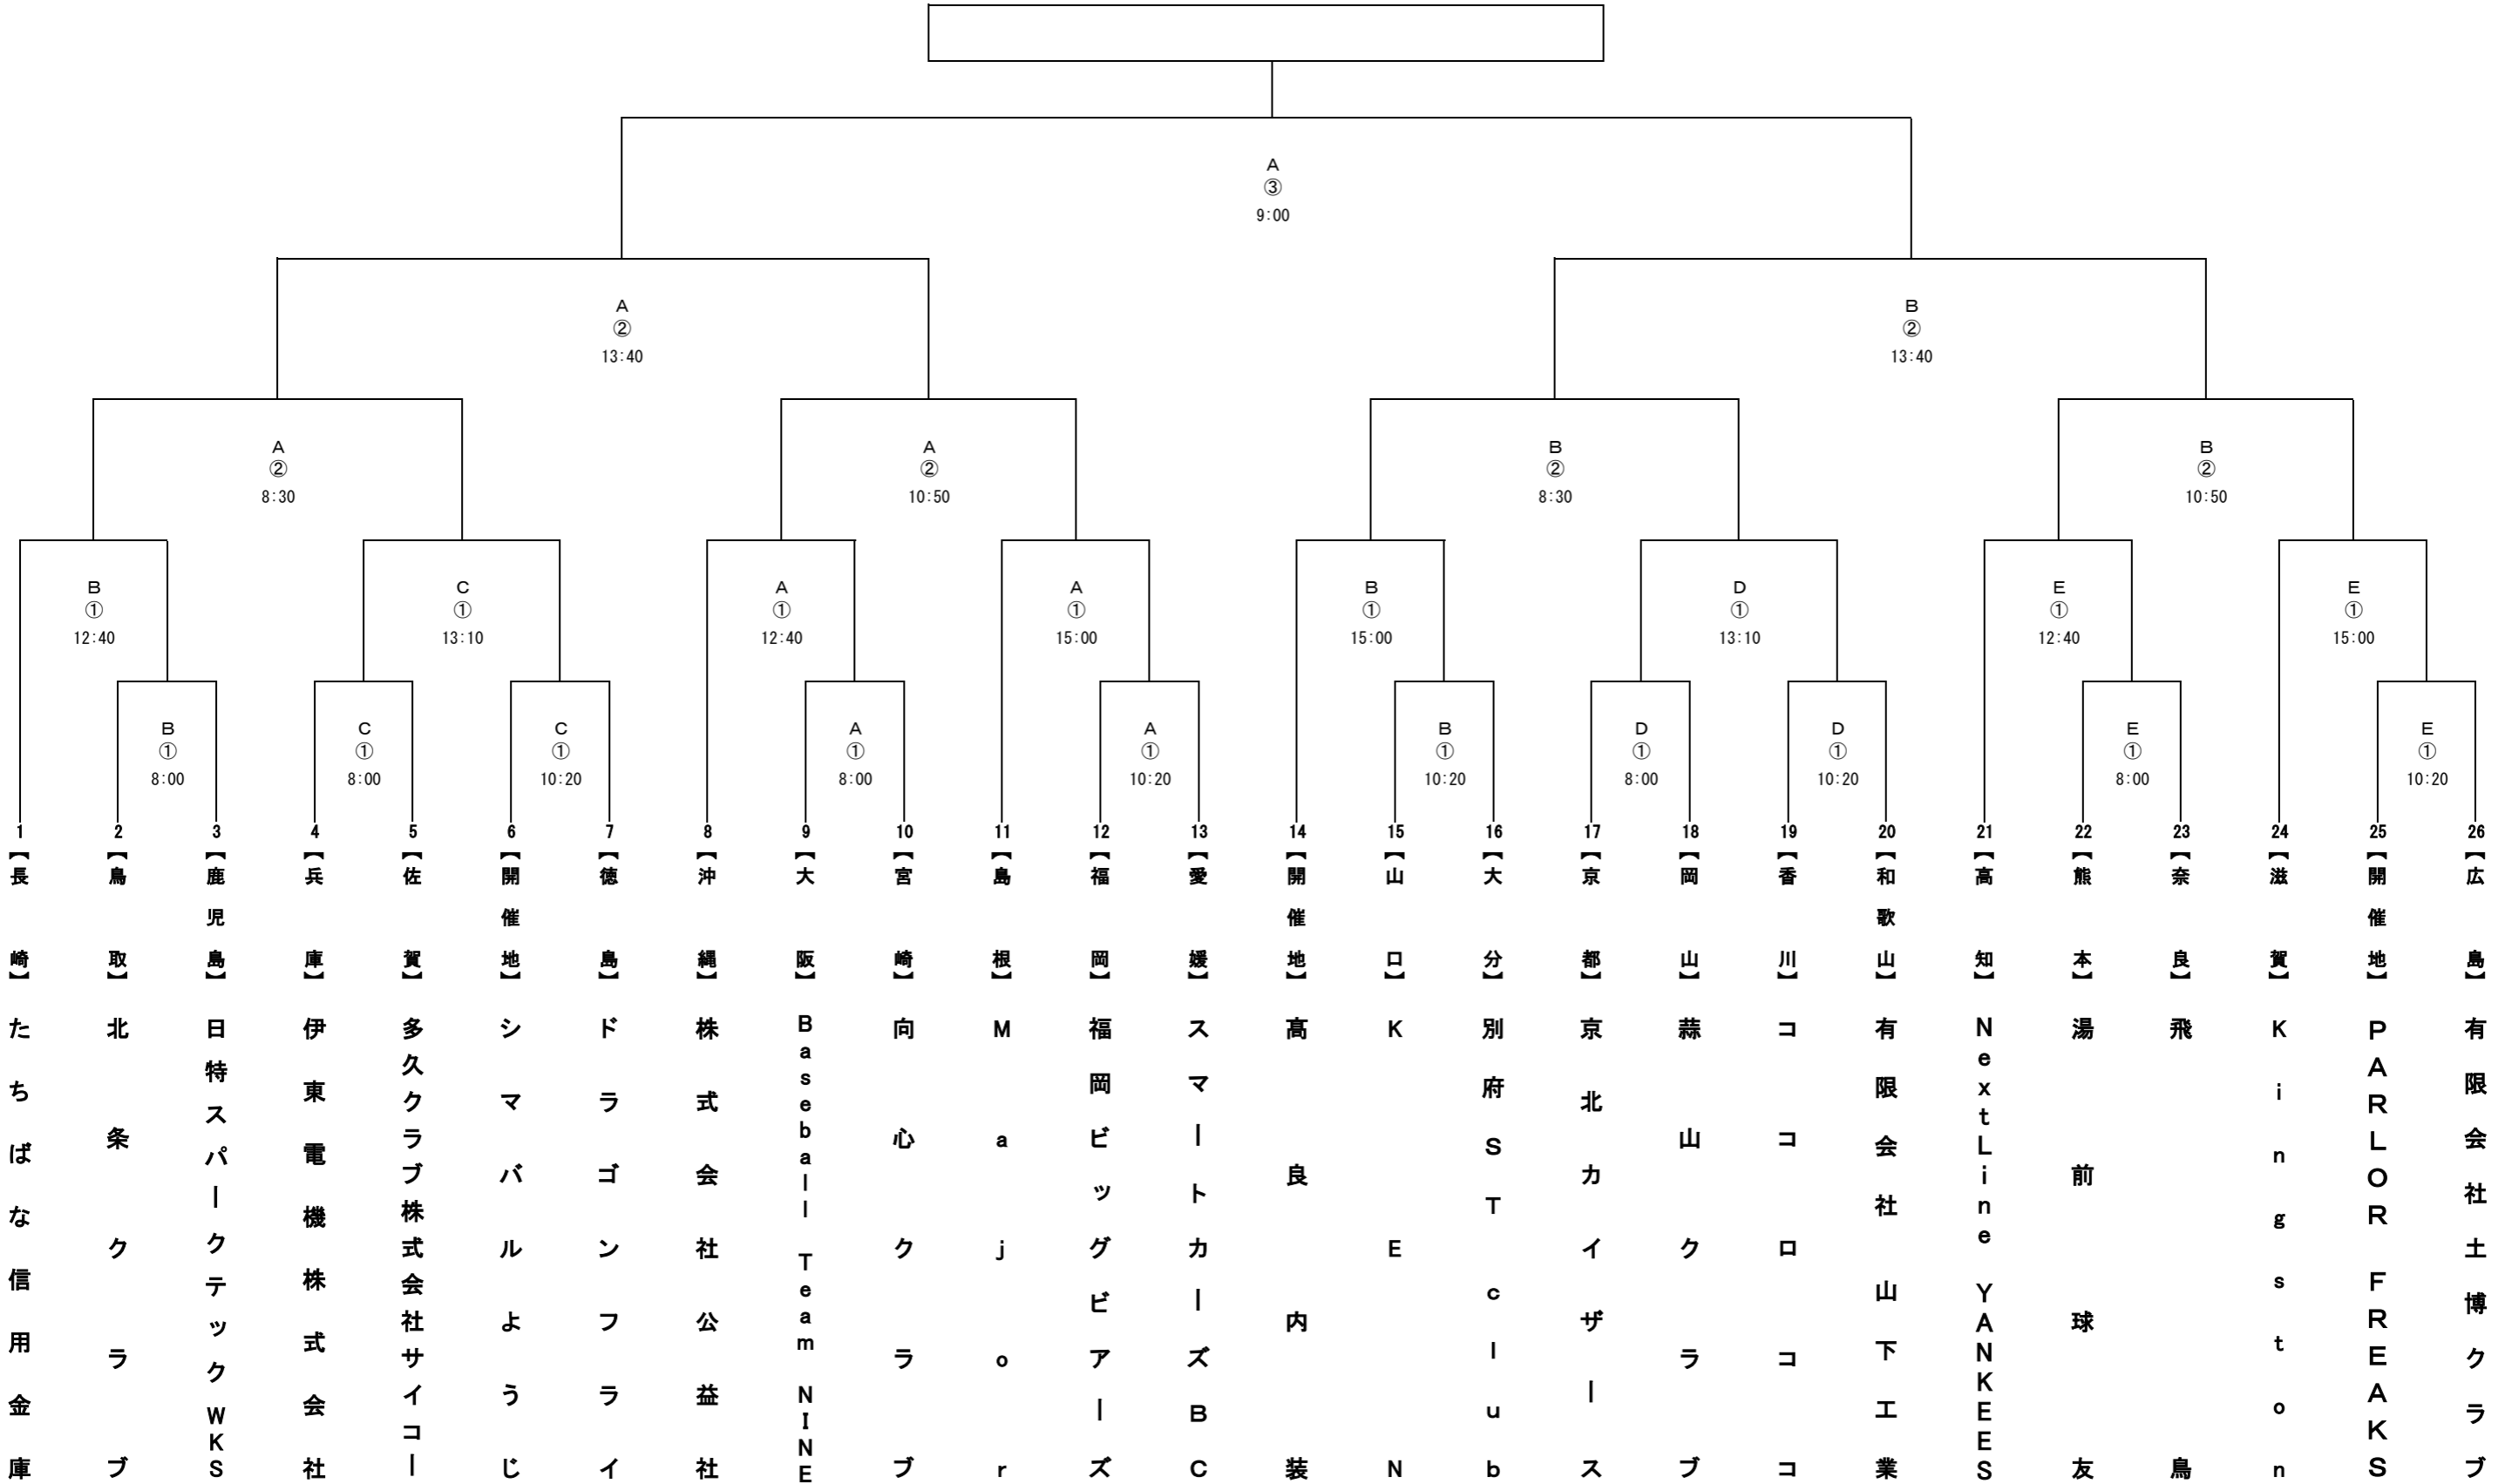 A
③
9:00
A
②
13:40
B
②
13:40
A
②
8:30
A
②
10:50
B
②
8:30
B
②
10:50
B
①
12:40
C
①
13:10
A
①
12:40
A
①
15:00
B
①
15:00
D
①
13:10
E
①
12:40
E
①
15:00
B
①
8:00
C
①
8:00
C
①
10:20
A
①
8:00
A
①
10:20
B
①
10:20
D
①
8:00
D
①
10:20
E
①
8:00
E
①
10:20
1 【長崎】 たちばな信用金庫
2 【鳥取】 北条クラブ
3 【鹿児島】 日特スパークテックWKS
4 【兵庫】 伊東電機株式会社
5 【佐賀】 多久クラブ株式会社サイコー
6 【開催地】 シマバルようじ
7 【徳島】 ドラゴンフライ
8 【沖縄】 株式会社公益社
9 【大阪】 Baseball Team NINE
10 【宮崎】 向心クラブ
11 【島根】 Major
12 【福岡】 福岡ビッグビアーズ
13 【愛媛】 スマートカーズBC
14 【開催地】 髙良内装
15 【山口】 KEN
16 【大分】 別府STclub
17 【京都】 京北カイザース
18 【岡山】 蒜山クラブ
19 【香川】 ココロココ
20 【和歌山】 有限会社山下工業
21 【高知】 NextLine YANKEES
22 【熊本】 湯前球友
23 【奈良】 飛鳥
24 【滋賀】 Kingston
25 【開催地】 PARLOR FREAKS
26 【広島】 有限会社土博クラブ